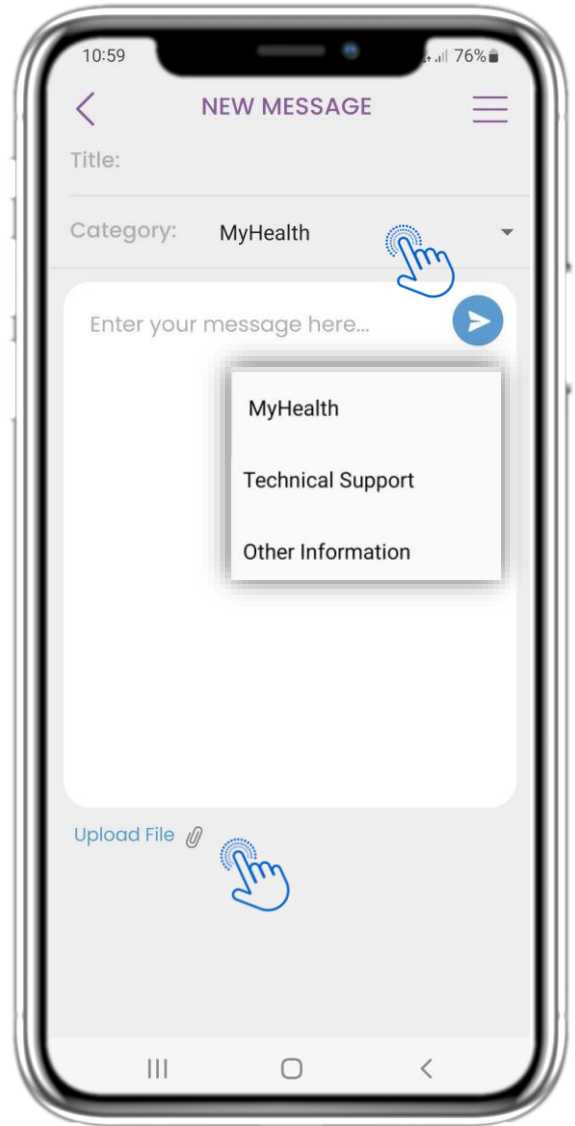 10:59 76%
NEW MESSAGE
Title:
Category: MyHealth
Enter your message here...
MyHealth
Technical Support
Other Information
Upload File